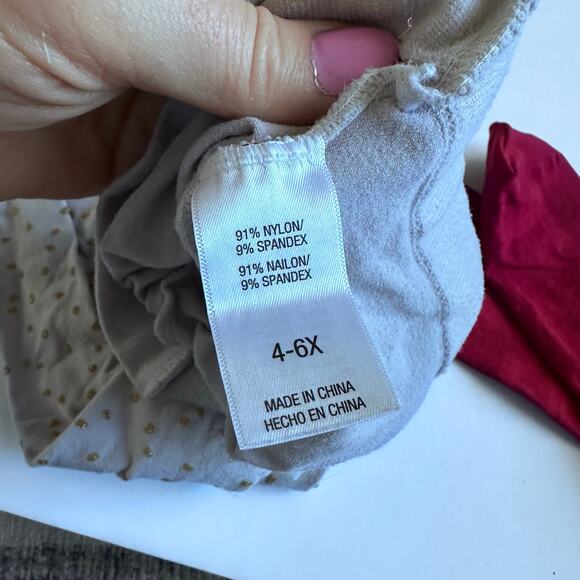 91% NYLON/
9% SPANDEX
91% NAILON/
9% SPANDEX
4-6X
MADE IN CHINA
HECHO EN CHINA